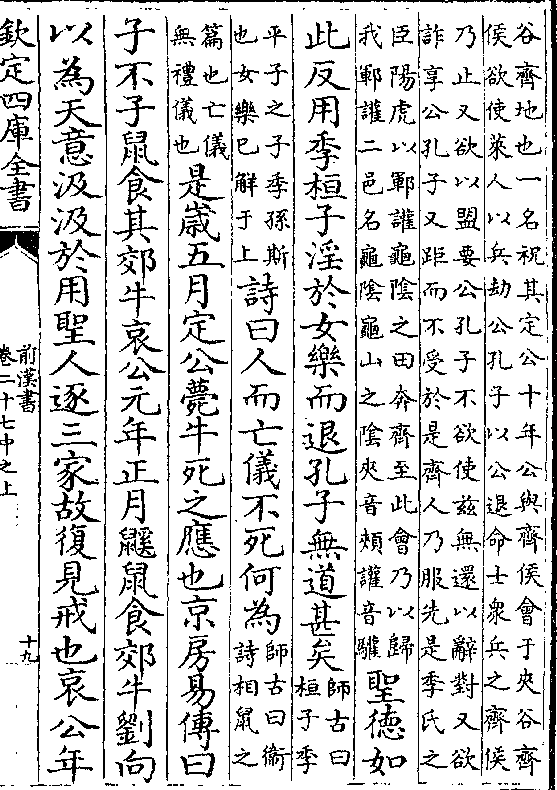 谷齊地也一名祝其定公十年公與齊侯會于夾谷齊
侯欲使萊人以兵劫公孔子以公退命士衆兵之齊侯
乃止又欲以盟要公孔子不欲使兹無還以辭對又欲
詐享公孔子又距而不受於是齊人乃服先是季氏之
臣陽虎以鄆讙龜陰之田奔齊至此會乃以歸
我鄆讙二邑名龜陰龜山之陰夾音頰讙音驩
聖德如
此反用季桓子淫於女樂而退孔子無道甚矣
師古曰
桓子季
平子之子季孫斯
也女樂已解于上
詩曰人而亡儀不死何為
師古曰衞
詩相鼠之
篇也亡儀
無禮儀也
是歲五月定公薨牛死之應也京房易傳曰
子不子鼠食其郊牛哀公元年正月鼷鼠食郊牛劉向
以為天意汲汲於用聖人逐三家故復見戒也哀公年
欽定四庫全書
前漢書
卷二十七中之上
十九